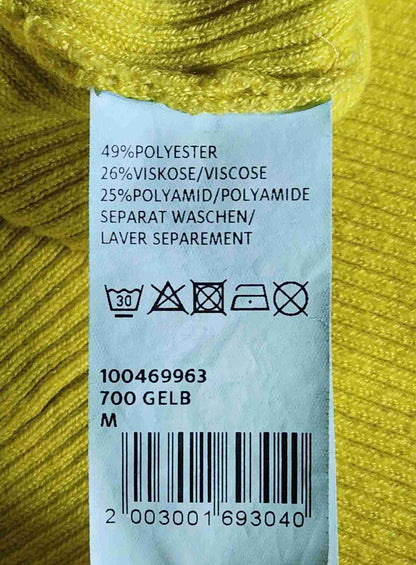 49%POLYESTER
26%VISKOSE/VISCOSE
25%POLYAMID/POLYAMIDE
SEPARAT WASCHEN/
LAVER SEPAREMENT
30
100469963
700 GELB
M
2 003001 693040